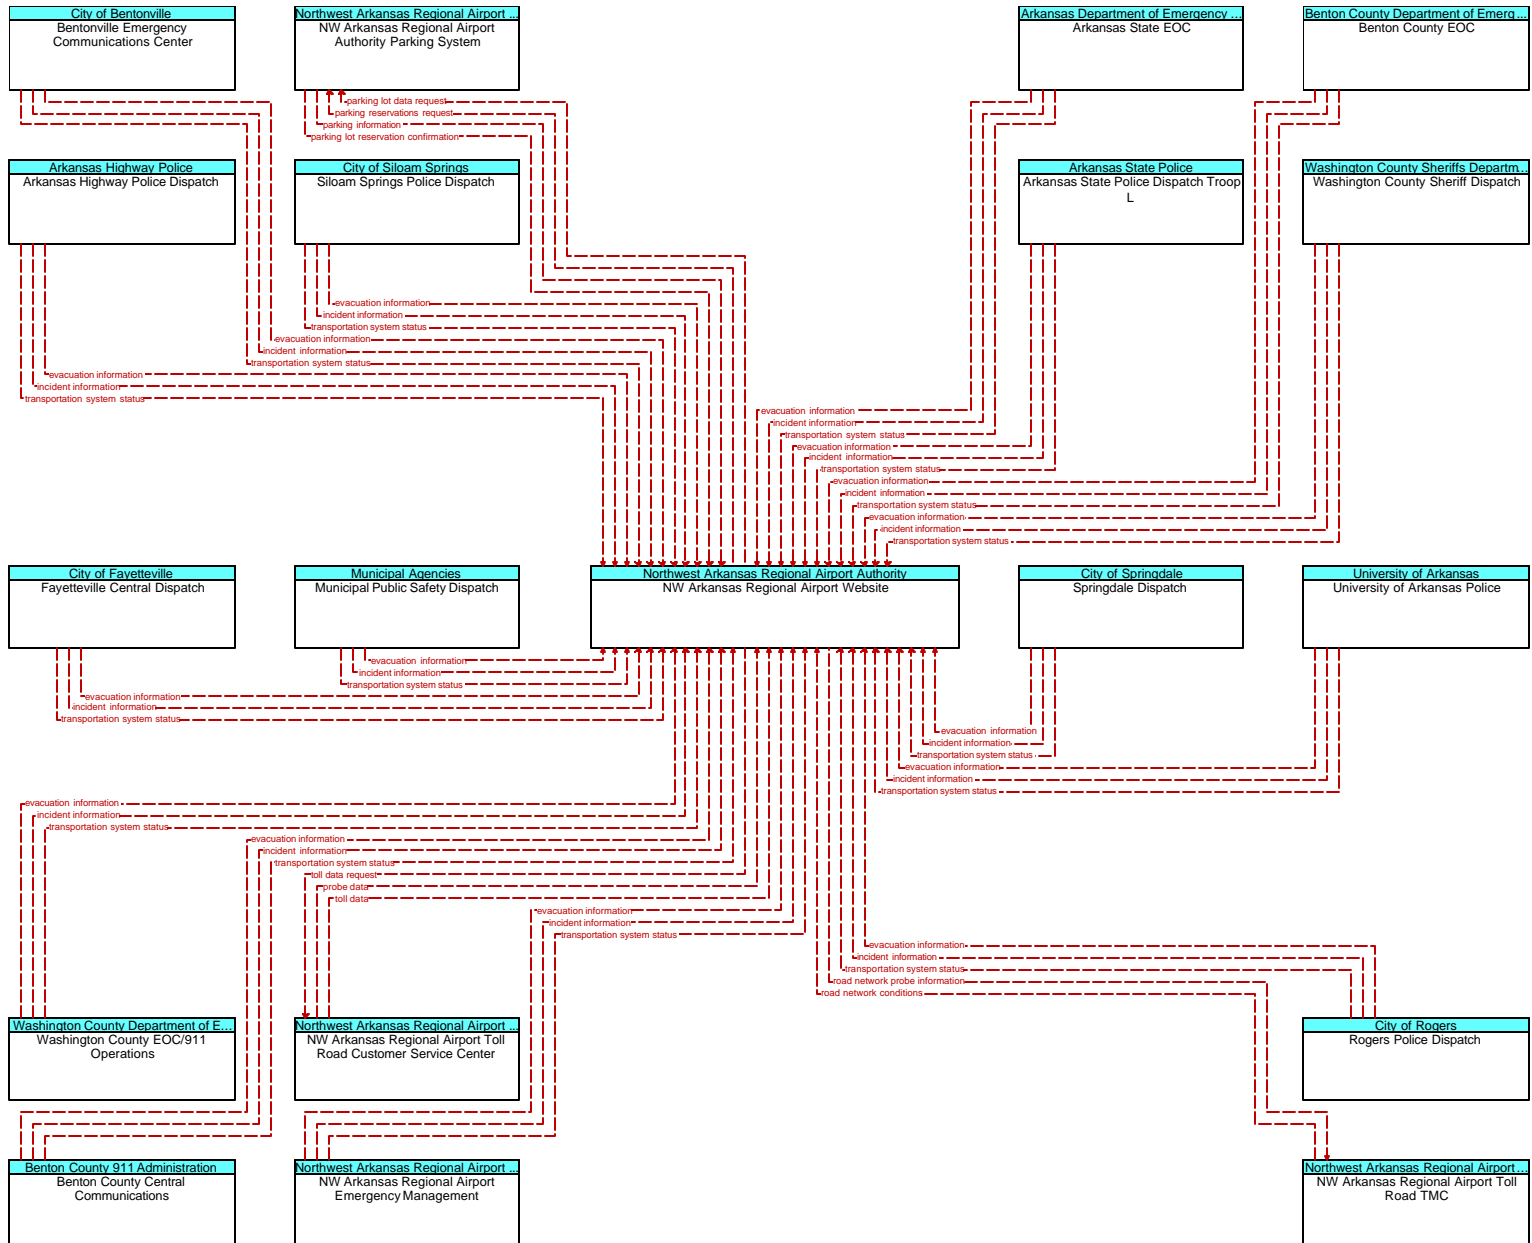 City of Bentonville
Bentonville Emergency
Communications Center
Northwest Arkansas Regional Airport ...
NW Arkansas Regional Airport
Authority Parking System
Arkansas Department of Emergency ...
Arkansas State EOC
Benton County Department of Emerg...
Benton County EOC
parking lot data request
parking reservations request
parking information
parking lot reservation confirmation
Arkansas Highway Police
Arkansas Highway Police Dispatch
City of Siloam Springs
Siloam Springs Police Dispatch
Arkansas State Police
Arkansas State Police Dispatch Troop
L
Washington County Sheriffs Departm...
Washington County Sheriff Dispatch
evacuation information
incident information
transportation system status
evacuation information
incident information
transportation system status
evacuation information
incident information
transportation system status
evacuation information
incident information
transportation system status
evacuation information
incident information
transportation system status
evacuation information
incident information
transportation system status
evacuation information
incident information
transportation system status
City of Fayetteville
Fayetteville Central Dispatch
Municipal Agencies
Municipal Public Safety Dispatch
Northwest Arkansas Regional Airport Authority
NW Arkansas Regional Airport Website
City of Springdale
Springdale Dispatch
University of Arkansas
University of Arkansas Police
evacuation information
incident information
transportation system status
evacuation information
incident information
transportation system status
evacuation information
incident information
transportation system status
evacuation information
incident information
transportation system status
evacuation information
incident information
transportation system status
evacuation information
incident information
transportation system status
toll data request
probe data
toll data
evacuation information
incident information
transportation system status
evacuation information
incident information
transportation system status
road network probe information
road network conditions
Washington County Department of E...
Washington County EOC/911
Operations
Northwest Arkansas Regional Airport ...
NW Arkansas Regional Airport Toll
Road Customer Service Center
City of Rogers
Rogers Police Dispatch
Benton County 911 Administration
Benton County Central
Communications
Northwest Arkansas Regional Airport ...
NW Arkansas Regional Airport
Emergency Management
Northwest Arkansas Regional Airport ...
NW Arkansas Regional Airport Toll
Road TMC